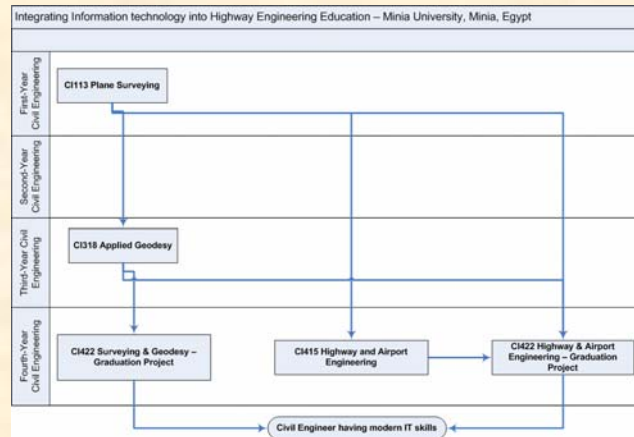 Integrating Information technology into Highway Engineering Education – Minia University, Minia, Egypt
First-Year
Civil Engineering
CI113 Plane Surveying
Second-Year
Civil Engineering
Third-Year Civil
Engineering
CI318 Applied Geodesy
Fourth-Year
Civil Engineering
CI422 Surveying & Geodesy –
Graduation Project
CI415 Highway and Airport
Engineering
CI422 Highway & Airport
Engineering – Graduation
Project
Civil Engineer having modern IT skills